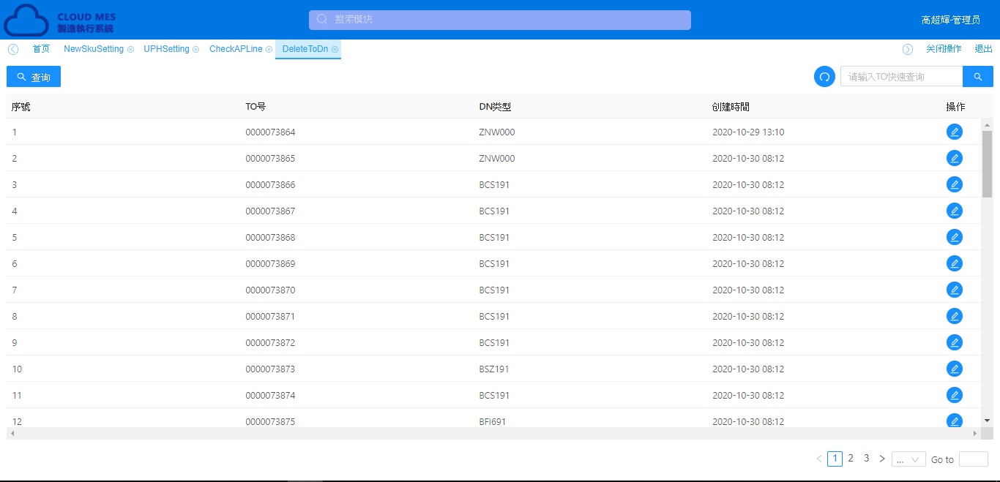 CLOUD MES
製造執行系統
搜索模块
高超輝-管理员
首页 NewSkuSetting UPHSetting CheckAPLine DeleteToDn 关闭操作 退出
查询 请输入TO快速查询
序號 TO号 DN类型 创建時間 操作
1 0000073864 ZNW000 2020-10-29 13:10
2 0000073865 ZNW000 2020-10-30 08:12
3 0000073866 BCS191 2020-10-30 08:12
4 0000073867 BCS191 2020-10-30 08:12
5 0000073868 BCS191 2020-10-30 08:12
6 0000073869 BCS191 2020-10-30 08:12
7 0000073870 BCS191 2020-10-30 08:12
8 0000073871 BCS191 2020-10-30 08:12
9 0000073872 BCS191 2020-10-30 08:12
10 0000073873 BSZ191 2020-10-30 08:12
11 0000073874 BCS191 2020-10-30 08:12
12 0000073875 BFI691 2020-10-30 08:12
1 2 3 ... Go to